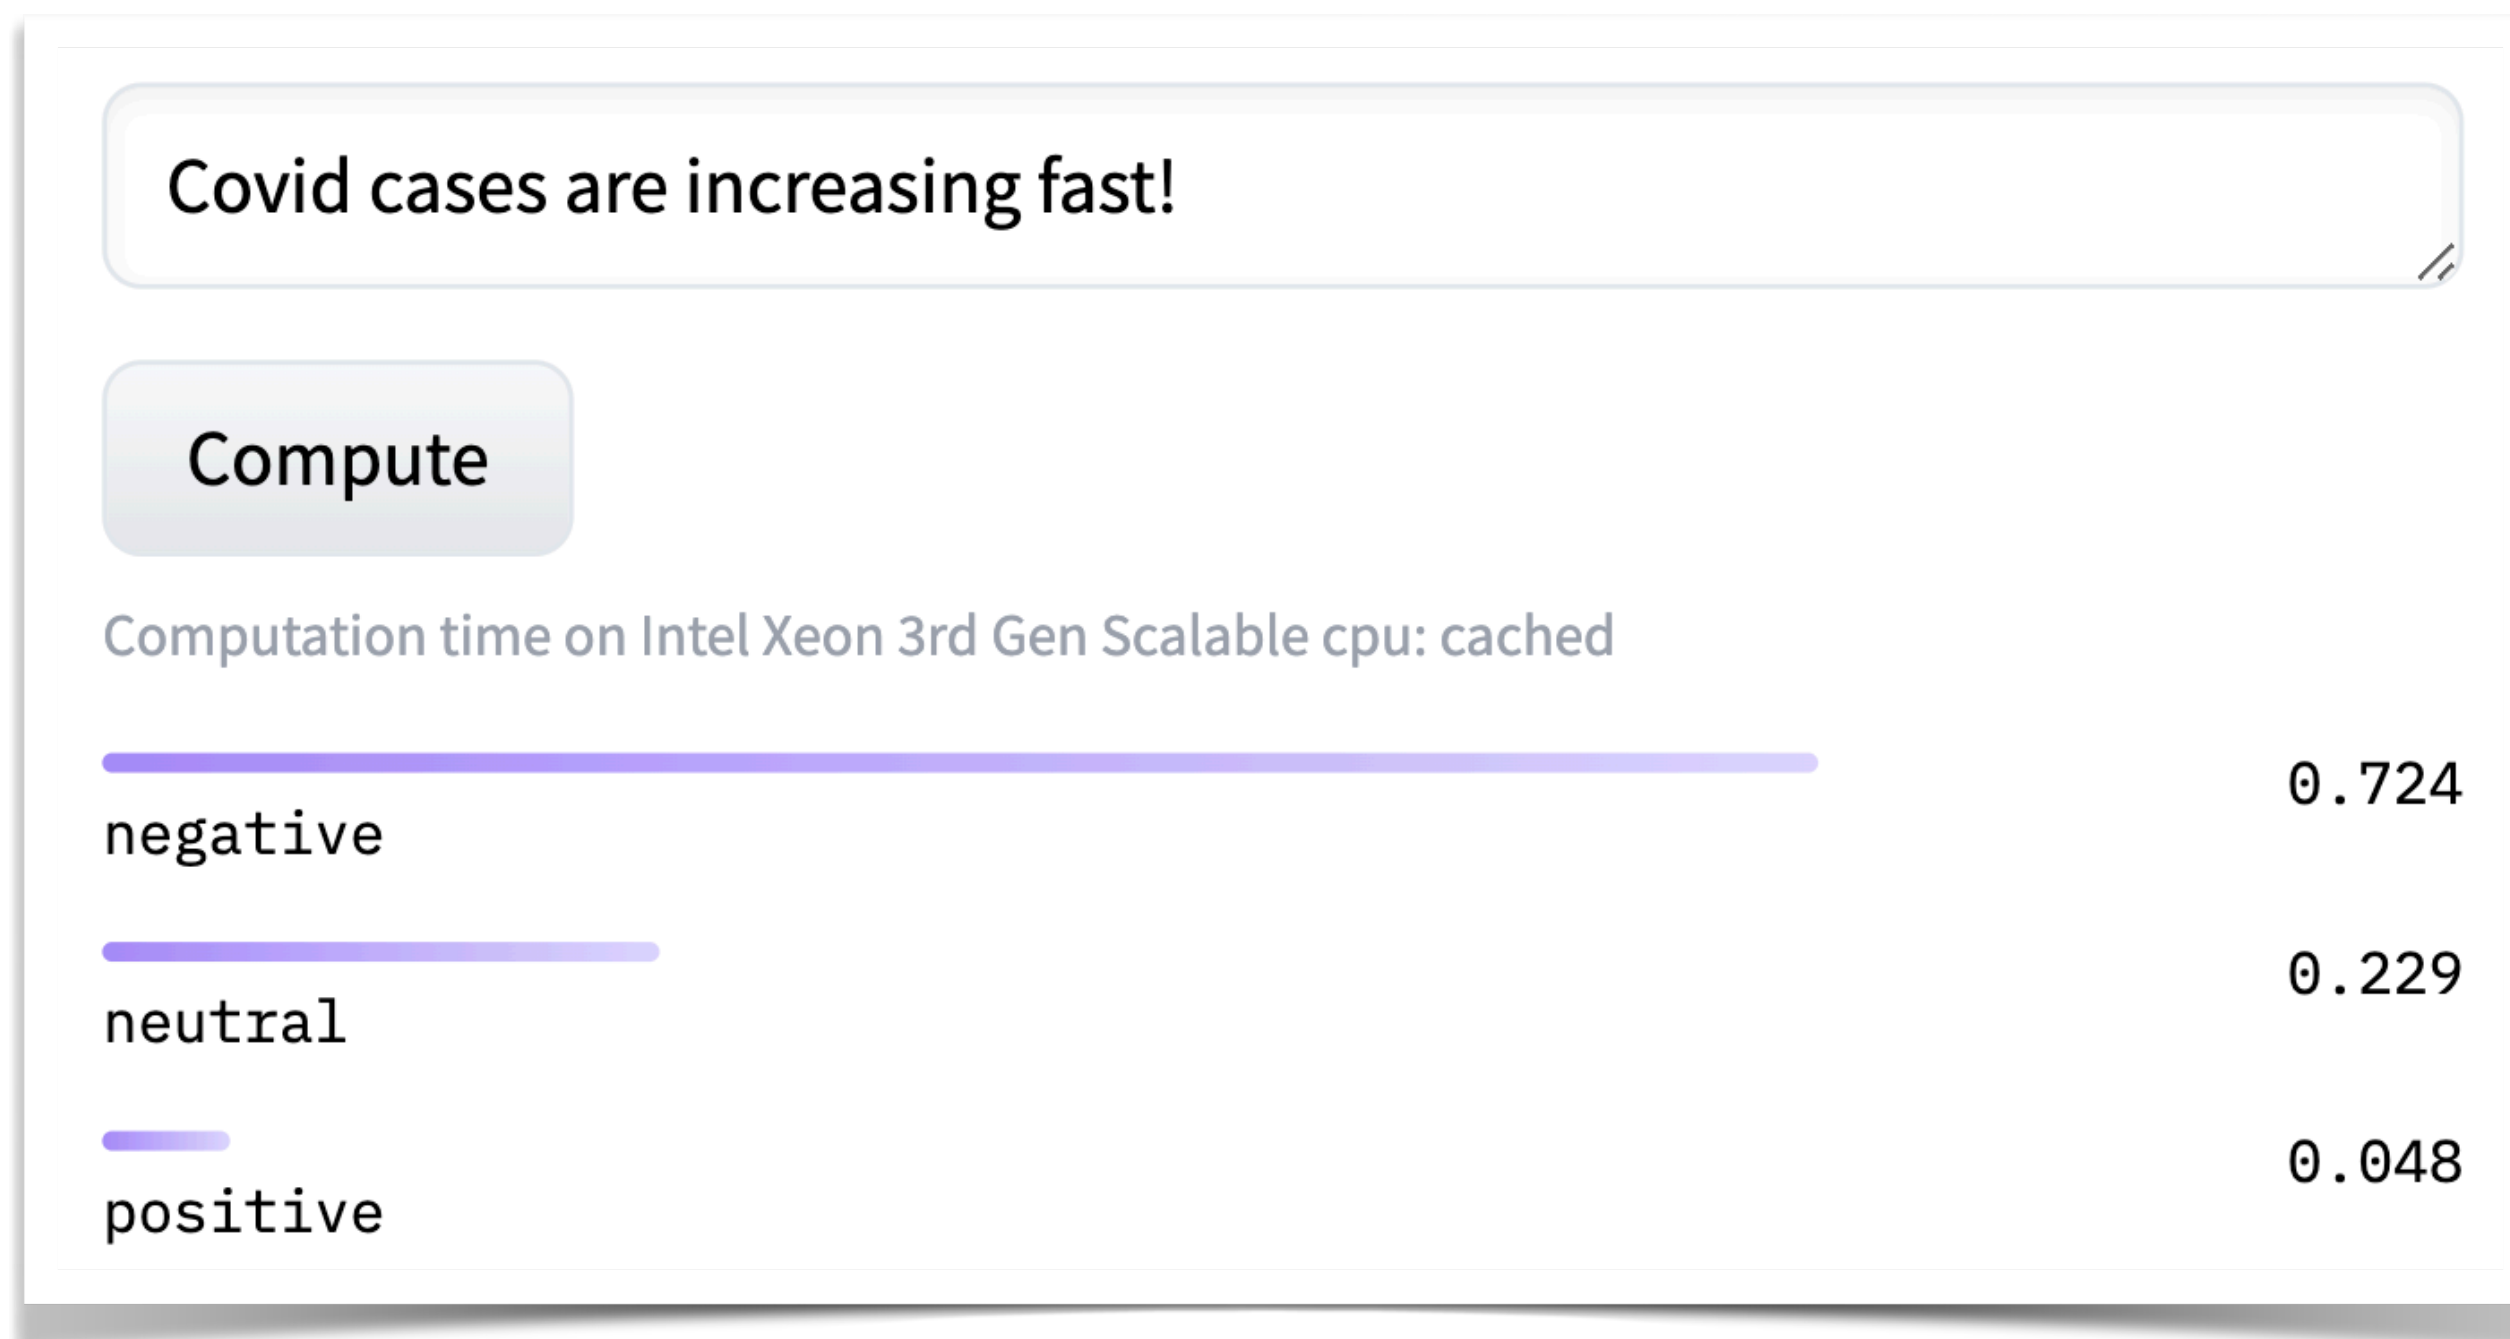 Covid cases are increasing fast!
Compute
Computation time on Intel Xeon 3rd Gen Scalable cpu: cached
negative 0.724
neutral 0.229
positive 0.048